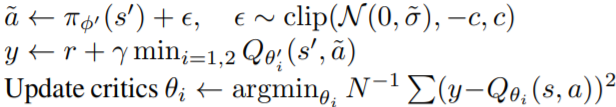 ã ← π_ϕ′(s′) + ϵ, ϵ ∼ clip(𝒩(0, σ̃), −c, c)
y ← r + γ min_{i=1,2} Q_{θ′_i}(s′, ã)
Update critics θ_i ← argmin_{θ_i} N^{−1} ∑(y−Q_{θ_i}(s, a))²